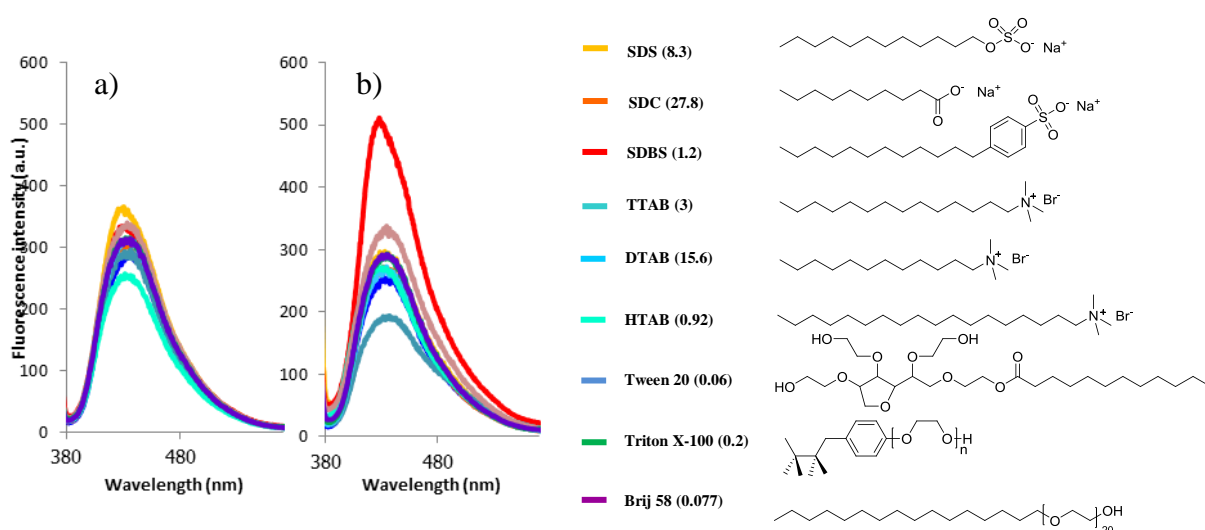 a)
b)
Fluorescence intensity (a.u.)
600
500
400
300
200
100
0
380
480
Wavelength (nm)
600
500
400
300
200
100
0
380
480
Wavelength (nm)
SDS (8.3)
SDC (27.8)
SDBS (1.2)
TTAB (3)
DTAB (15.6)
HTAB (0.92)
Tween 20 (0.06)
Triton X-100 (0.2)
Brij 58 (0.077)
O O
S
O O- Na+
O- Na+
O
O O- Na+
S
O
N+ Br-
N+ Br-
N+ Br-
HO OH
O O
HO O O O O
O
O O H
n
O OH
20